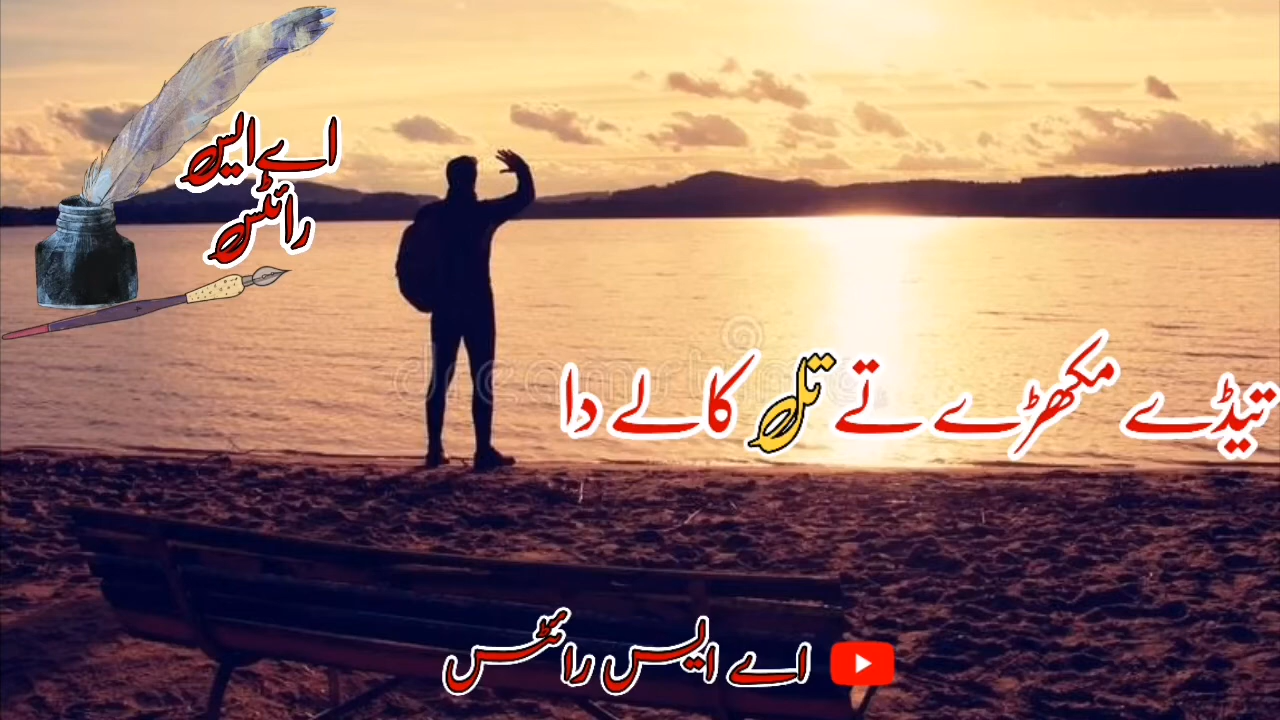 اے ایس
رائٹس
تیڈے مکھڑے تے تل کالے دا
اے ایس رائٹس